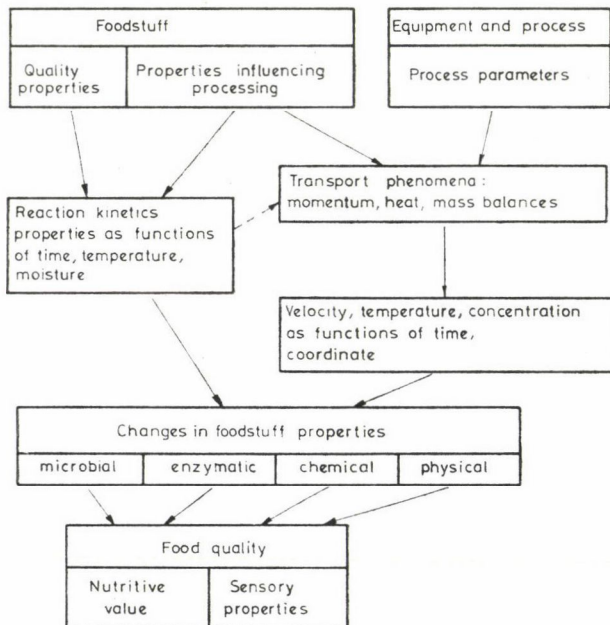 Foodstuff
Quality
properties
Properties influencing
processing
Equipment and process
Process parameters
Reaction kinetics
properties as functions
of time, temperature,
moisture
Transport phenomena:
momentum, heat, mass balances
Velocity, temperature, concentration
as functions of time,
coordinate
Changes in foodstuff properties
microbial
enzymatic
chemical
physical
Food quality
Nutritive
value
Sensory
properties